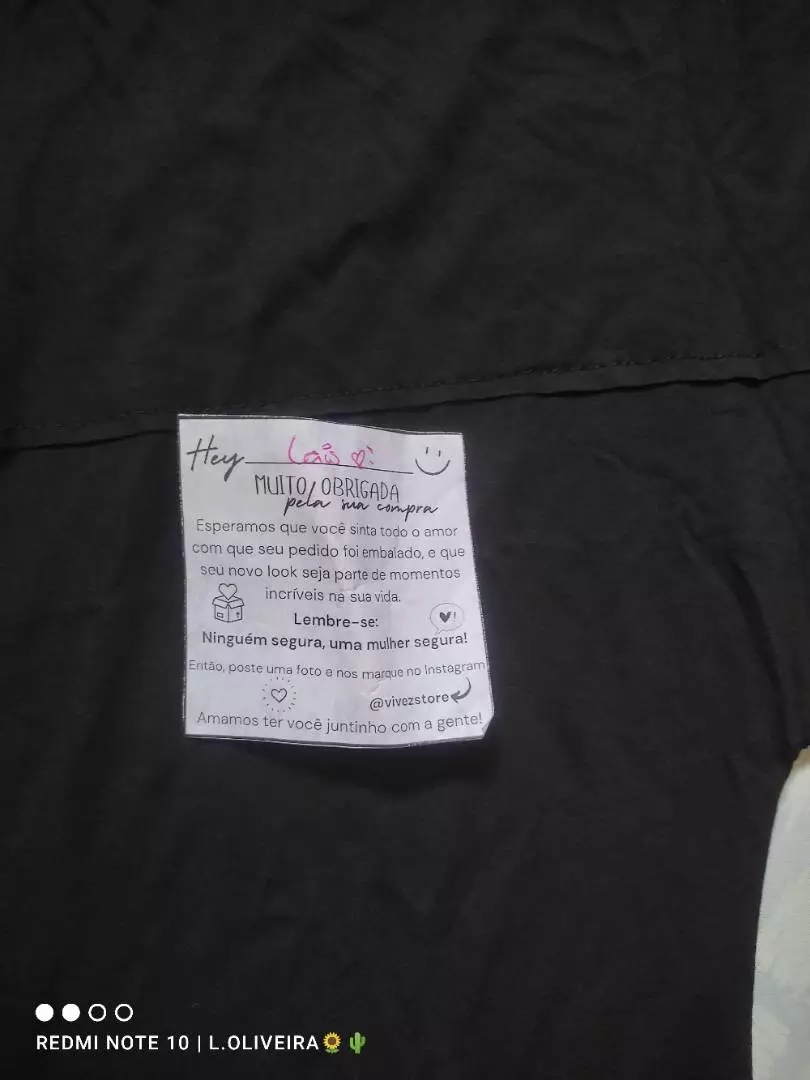 Hey Laís
MUITO OBRIGADA
pela sua compra
Esperamos que você sinta todo o amor
com que seu pedido foi embalado, e que
seu novo look seja parte de momentos
incríveis na sua vida.
Lembre-se:
Ninguém segura, uma mulher segura!
Então, poste uma foto e nos marque no Instagram
@vivezstore
Amamos ter você juntinho com a gente!
REDMI NOTE 10 | L.OLIVEIRA🌻🌵